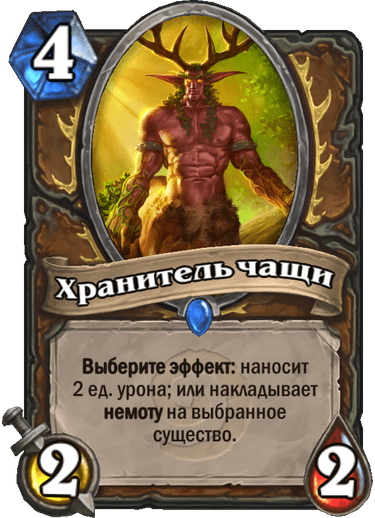 4
Хранитель чащи
Выберите эффект: наносит
2 ед. урона; или накладывает
немоту на выбранное
существо.
2
2